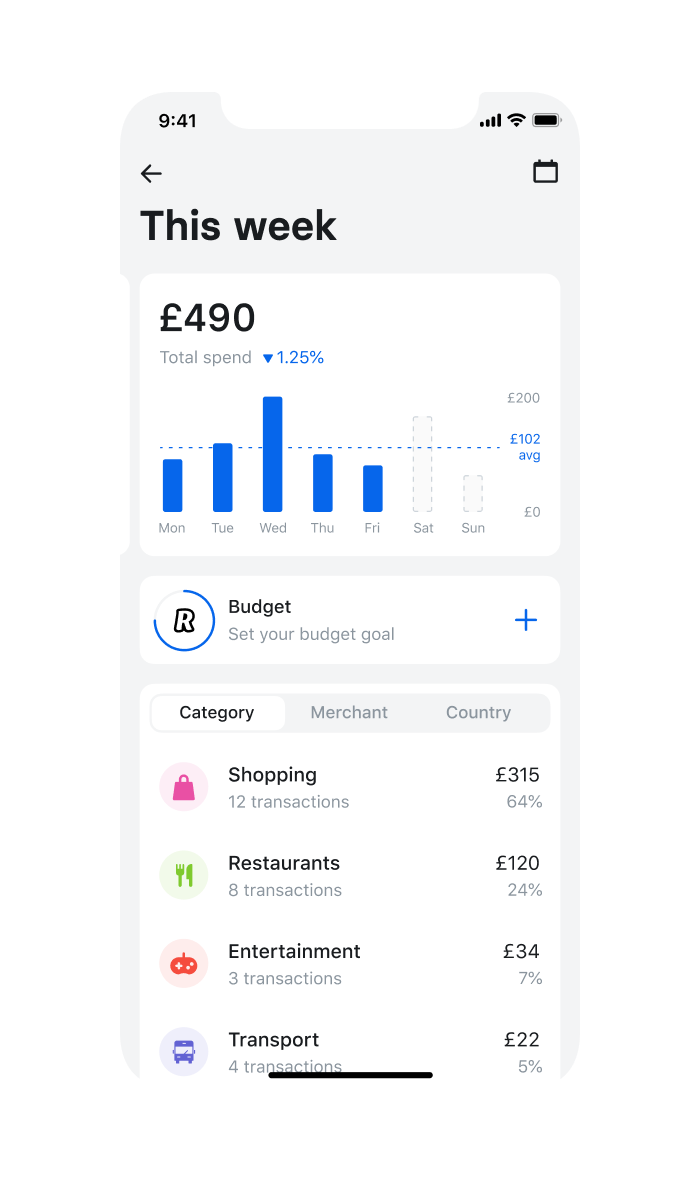 9:41
This week
£490
Total spend ▼1.25%
£200
£102
avg
£0
Mon Tue Wed Thu Fri Sat Sun
R
Budget
Set your budget goal
Category Merchant Country
Shopping £315
12 transactions 64%
Restaurants £120
8 transactions 24%
Entertainment £34
3 transactions 7%
Transport £22
4 transactions 5%